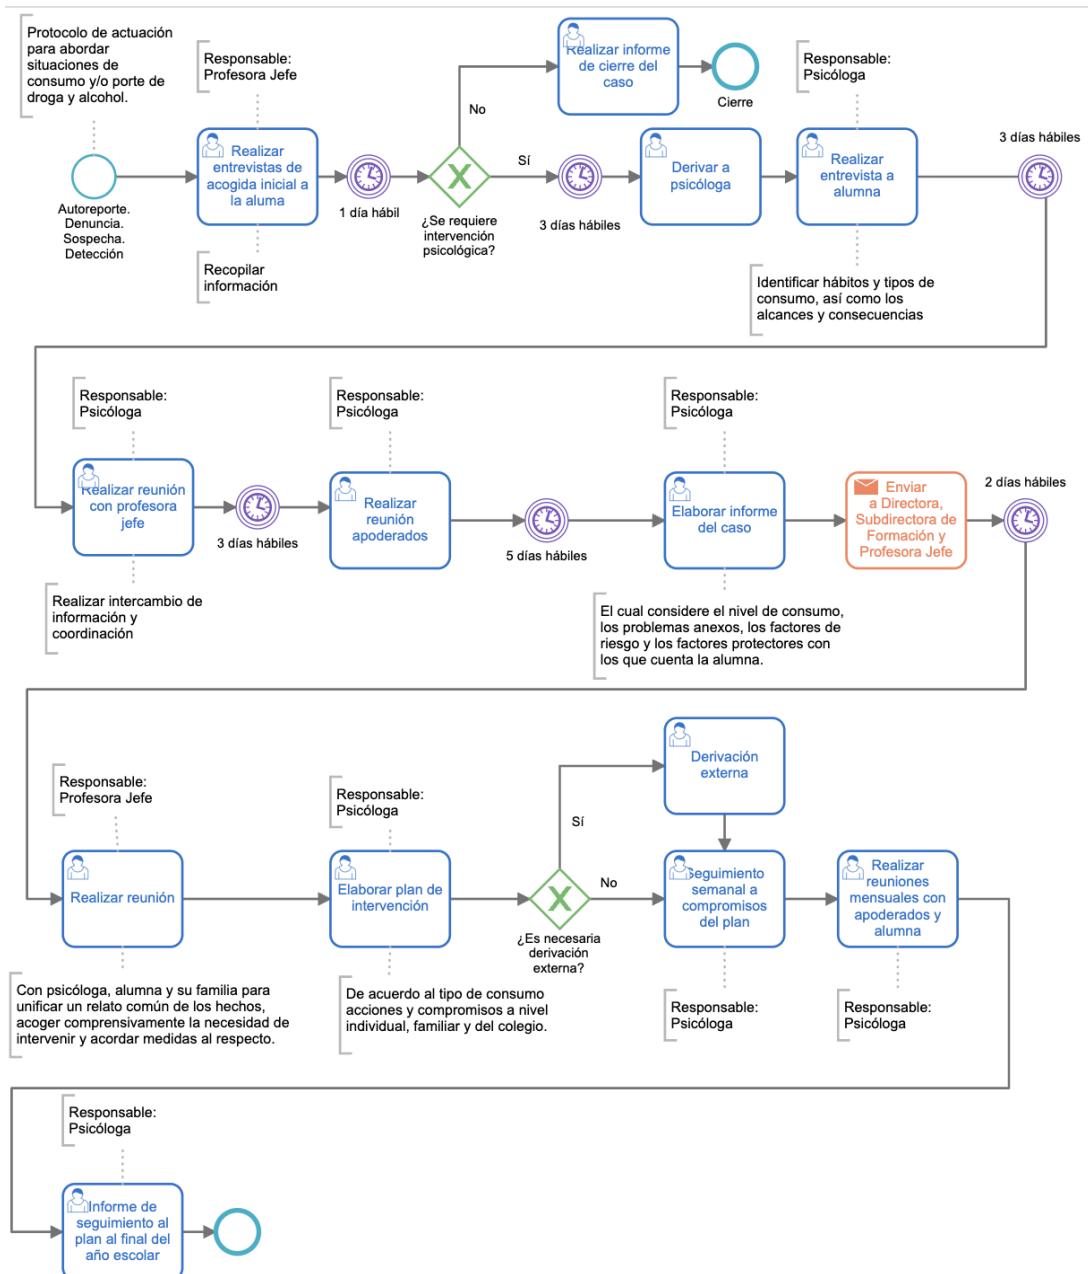 Protocolo de actuación
para abordar
situaciones de
consumo y/o porte de
droga y alcohol.
Responsable:
Profesora Jefe
Realizar informe
de cierre del
caso
Cierre
Responsable:
Psicóloga
No
Autoreporte.
Denuncia.
Sospecha.
Detección
Realizar
entrevistas de
acogida inicial a
la aluma
1 día hábil
¿Se requiere
intervención
psicológica?
Sí
3 días hábiles
Derivar a
psicóloga
Realizar
entrevista a
alumna
3 días hábiles
Recopilar
información
Identificar hábitos y tipos de
consumo, así como los
alcances y consecuencias
Responsable:
Psicóloga
Responsable:
Psicóloga
Responsable:
Psicóloga
Realizar reunión
con profesora
jefe
3 días hábiles
Realizar
reunión
apoderados
5 días hábiles
Elaborar informe
del caso
Enviar
a Directora,
Subdirectora de
Formación y
Profesora Jefe
2 días hábiles
Realizar intercambio de
información y
coordinación
El cual considere el nivel de consumo,
los problemas anexos, los factores de
riesgo y los factores protectores con
los que cuenta la alumna.
Derivación
externa
Responsable:
Profesora Jefe
Responsable:
Psicóloga
Sí
Realizar reunión
Elaborar plan de
intervención
¿Es necesaria
derivación
externa?
No
Seguimiento
semanal a
compromisos
del plan
Realizar
reuniones
mensuales con
apoderados y
alumna
Con psicóloga, alumna y su familia para
unificar un relato común de los hechos,
acoger comprensivamente la necesidad de
intervenir y acordar medidas al respecto.
De acuerdo al tipo de consumo
acciones y compromisos a nivel
individual, familiar y del colegio.
Responsable:
Psicóloga
Responsable:
Psicóloga
Responsable:
Psicóloga
Informe de
seguimiento al
plan al final del
año escolar